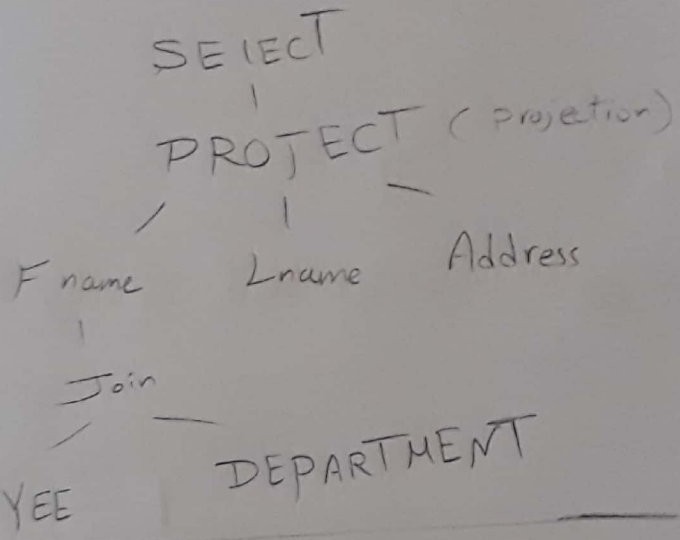 SElECT
PROJECT (projection)
Fname Lname Address
Join
YEE DEPARTMENT